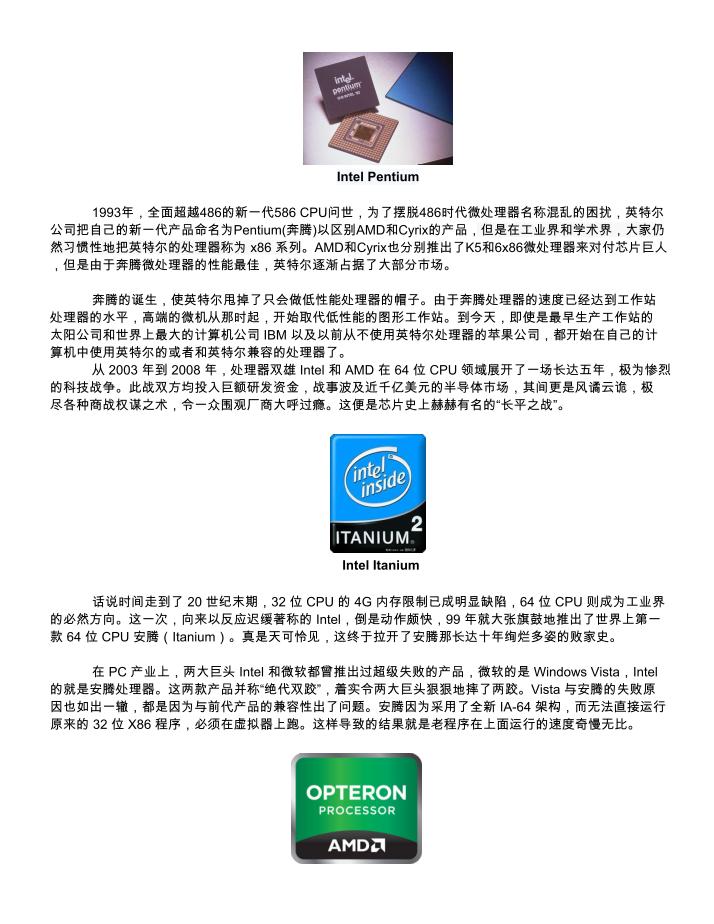 intel
pentium
Intel Pentium
1993年，全面超越486的新一代586 CPU问世，为了摆脱486时代微处理器名称混乱的困扰，英特尔
公司把自己的新一代产品命名为Pentium(奔腾)以区别AMD和Cyrix的产品，但是在工业界和学术界，大家仍
然习惯性地把英特尔的处理器称为 x86 系列。AMD和Cyrix也分别推出了K5和6x86微处理器来对付芯片巨人
，但是由于奔腾微处理器的性能最佳，英特尔逐渐占据了大部分市场。
奔腾的诞生，使英特尔甩掉了只会做低性能处理器的帽子。由于奔腾处理器的速度已经达到工作站
处理器的水平，高端的微机从那时起，开始取代低性能的图形工作站。到今天，即使是最早生产工作站的
太阳公司和世界上最大的计算机公司 IBM 以及以前从不使用英特尔处理器的苹果公司，都开始在自己的计
算机中使用英特尔的或者和英特尔兼容的处理器了。
从 2003 年到 2008 年，处理器双雄 Intel 和 AMD 在 64 位 CPU 领域展开了一场长达五年，极为惨烈
的科技战争。此战双方均投入巨额研发资金，战事波及近千亿美元的半导体市场，其间更是风谲云诡，极
尽各种商战权谋之术，令一众围观厂商大呼过瘾。这便是芯片史上赫赫有名的“长平之战”。
intel
inside
ITANIUM 2
Intel Itanium
话说时间走到了 20 世纪末期，32 位 CPU 的 4G 内存限制已成明显缺陷，64 位 CPU 则成为工业界
的必然方向。这一次，向来以反应迟缓著称的 Intel，倒是动作颇快，99 年就大张旗鼓地推出了世界上第一
款 64 位 CPU 安腾（Itanium）。真是天可怜见，这终于拉开了安腾那长达十年绚烂多姿的败家史。
在 PC 产业上，两大巨头 Intel 和微软都曾推出过超级失败的产品，微软的是 Windows Vista，Intel
的就是安腾处理器。这两款产品并称“绝代双跤”，着实令两大巨头狠狠地摔了两跤。Vista 与安腾的失败原
因也如出一辙，都是因为与前代产品的兼容性出了问题。安腾因为采用了全新 IA-64 架构，而无法直接运行
原来的 32 位 X86 程序，必须在虚拟器上跑。这样导致的结果就是老程序在上面运行的速度奇慢无比。
OPTERON
PROCESSOR
AMD